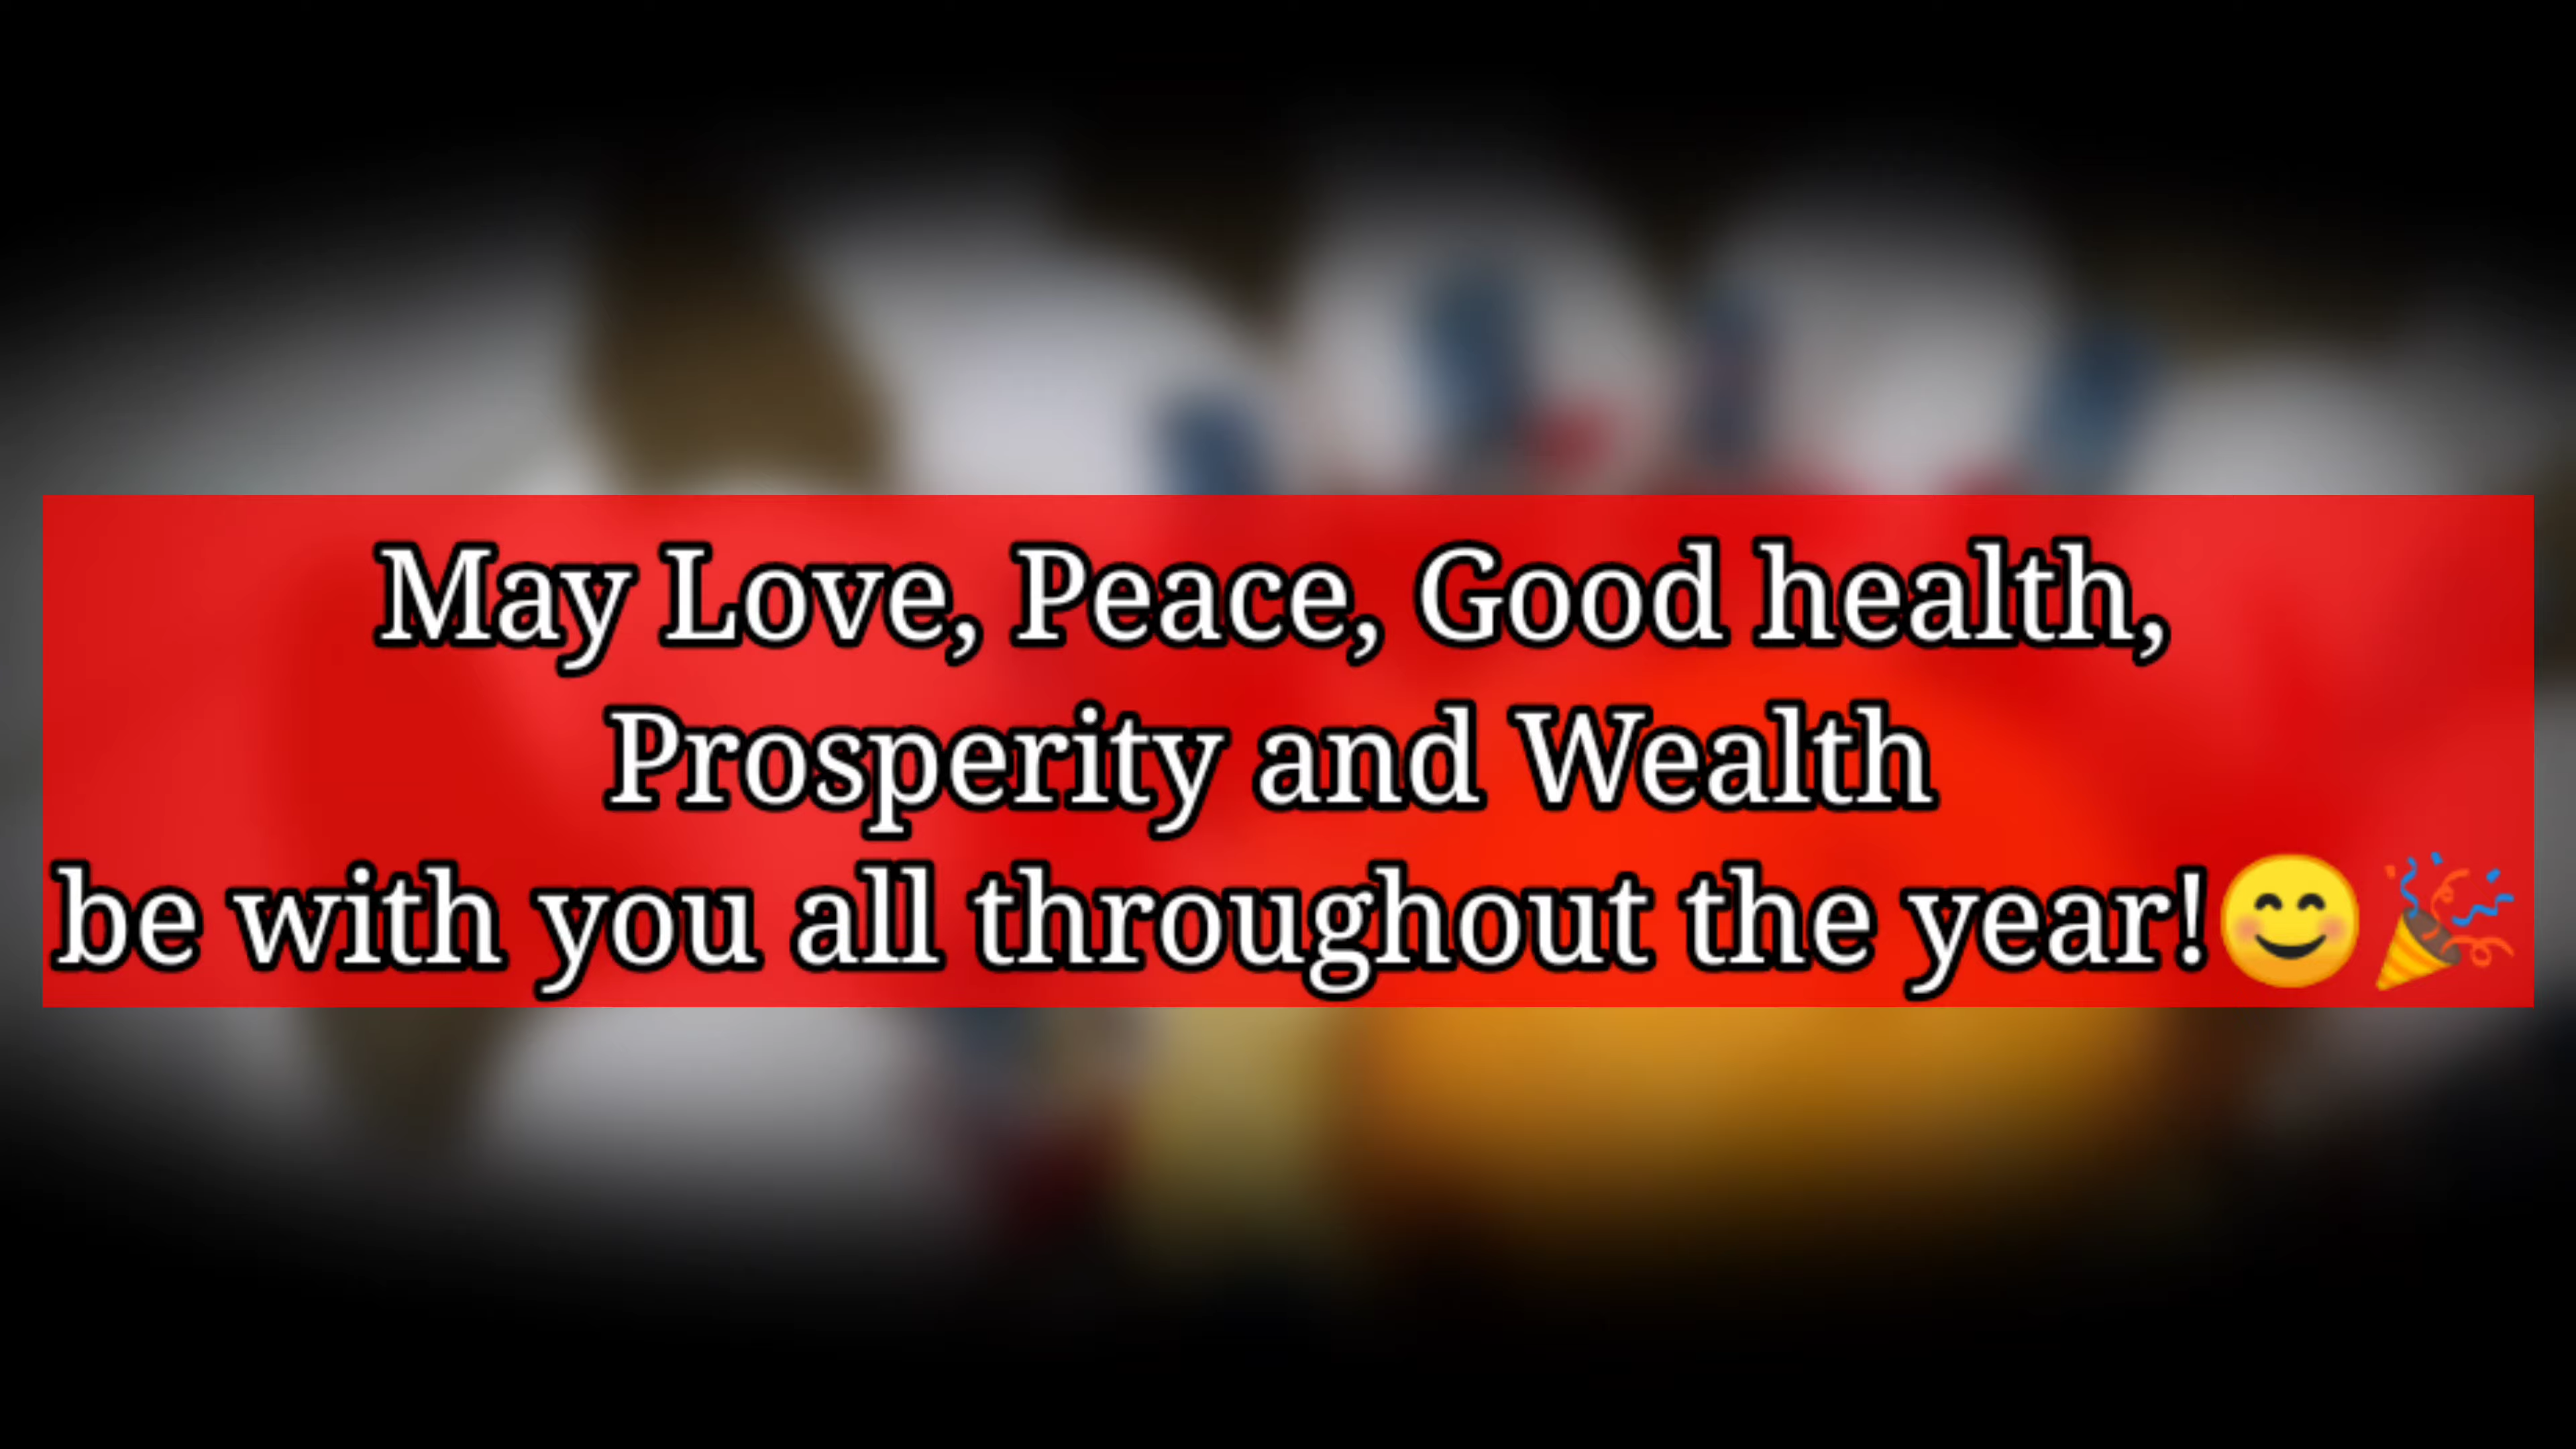 May Love, Peace, Good health,
Prosperity and Wealth
be with you all throughout the year!😊🎉